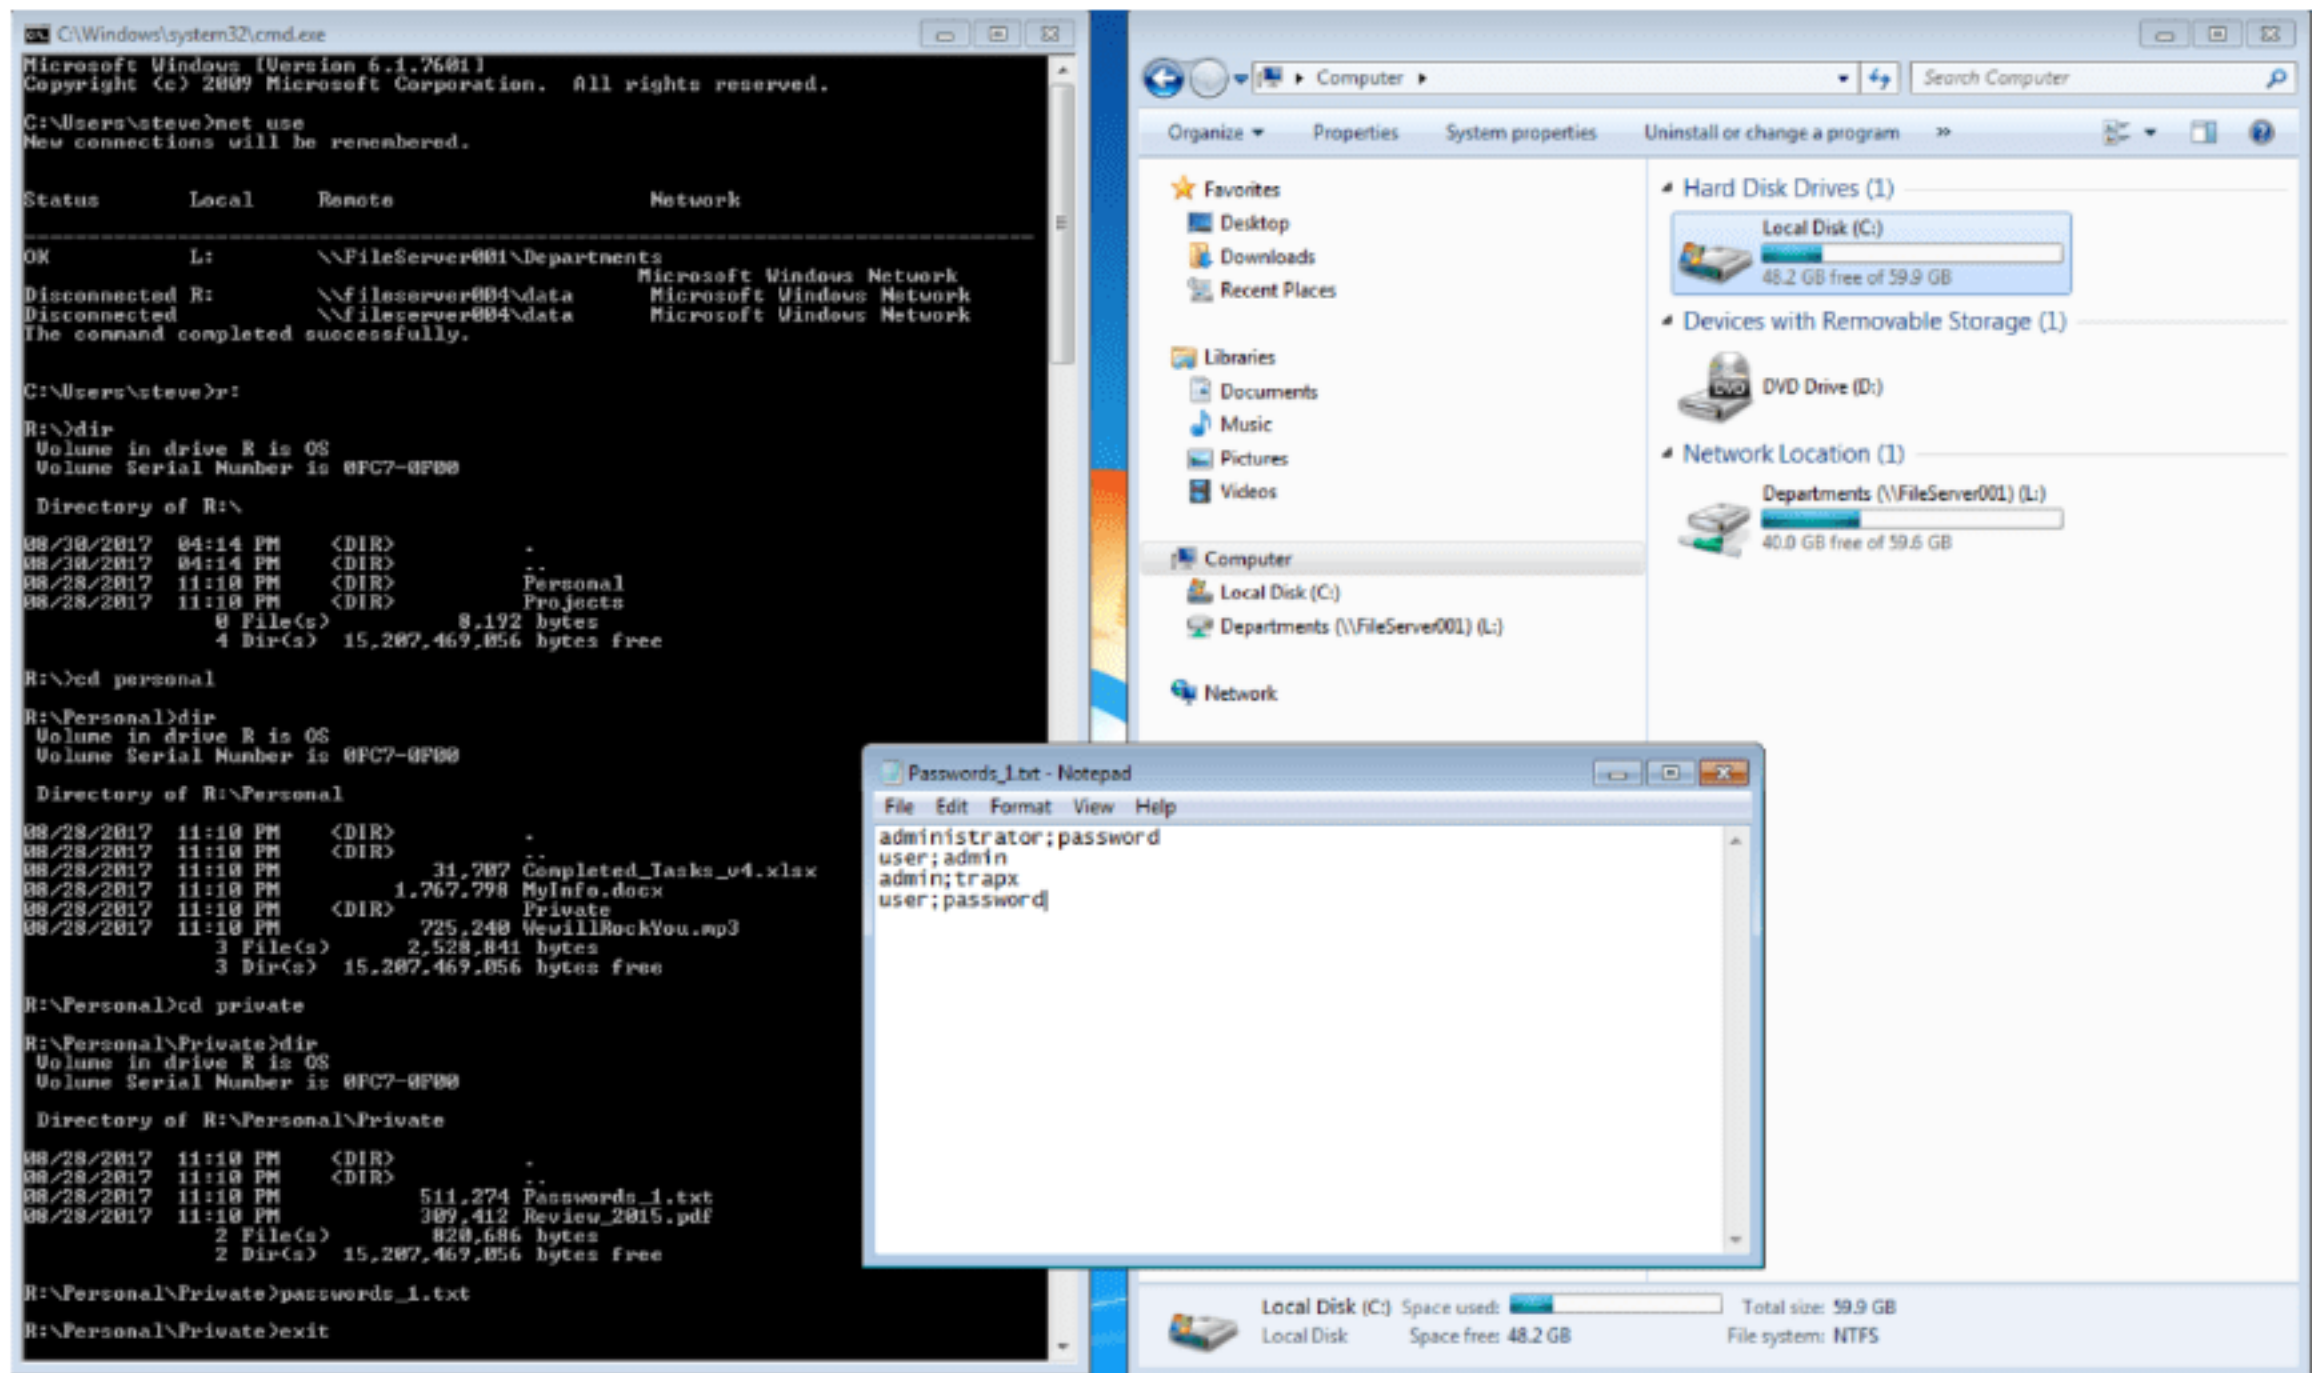 C:\Windows\system32\cmd.exe
Microsoft Windows [Version 6.1.7601]
Copyright (c) 2009 Microsoft Corporation.  All rights reserved.
C:\Users\steve>net use
New connections will be remembered.
Status       Local     Remote                    Network
OK           L:        \\FileServer001\Departments
Microsoft Windows Network
Disconnected R:        \\fileserver004\data      Microsoft Windows Network
Disconnected           \\fileserver004\data      Microsoft Windows Network
The command completed successfully.
C:\Users\steve>r:
R:\>dir
Volume in drive R is OS
Volume Serial Number is 0FC7-0F00
Directory of R:\
08/30/2017  04:14 PM    <DIR>          .
08/30/2017  04:14 PM    <DIR>          ..
08/28/2017  11:10 PM    <DIR>          Personal
08/28/2017  11:10 PM    <DIR>          Projects
0 File(s)          8,192 bytes
4 Dir(s)  15,207,469,056 bytes free
R:\>cd personal
R:\Personal>dir
Volume in drive R is OS
Volume Serial Number is 0FC7-0F00
Directory of R:\Personal
08/28/2017  11:10 PM    <DIR>          .
08/28/2017  11:10 PM    <DIR>          ..
08/28/2017  11:10 PM            31,707 Completed_Tasks_v4.xlsx
08/28/2017  11:10 PM         1,767,798 MyInfo.docx
08/28/2017  11:10 PM    <DIR>          Private
08/28/2017  11:10 PM           725,240 WewillRockYou.mp3
3 File(s)      2,528,841 bytes
3 Dir(s)  15,207,469,056 bytes free
R:\Personal>cd private
R:\Personal\Private>dir
Volume in drive R is OS
Volume Serial Number is 0FC7-0F00
Directory of R:\Personal\Private
08/28/2017  11:10 PM    <DIR>          .
08/28/2017  11:10 PM    <DIR>          ..
08/28/2017  11:10 PM           511,274 Passwords_1.txt
08/28/2017  11:10 PM           309,412 Review_2015.pdf
2 File(s)        820,686 bytes
2 Dir(s)  15,207,469,056 bytes free
R:\Personal\Private>passwords_1.txt
R:\Personal\Private>exit
Computer
Search Computer
Organize Properties System properties Uninstall or change a program »
Favorites
Desktop
Downloads
Recent Places
Libraries
Documents
Music
Pictures
Videos
Computer
Local Disk (C:)
Departments (\\FileServer001) (L:)
Network
Hard Disk Drives (1)
Local Disk (C:)
48.2 GB free of 59.9 GB
Devices with Removable Storage (1)
DVD
DVD Drive (D:)
Network Location (1)
Departments (\\FileServer001) (L:)
40.0 GB free of 59.6 GB
Passwords_1.txt - Notepad
File Edit Format View Help
administrator;password
user;admin
admin;trapx
user;password
Local Disk (C:) Space used: Total size: 59.9 GB
Local Disk Space free: 48.2 GB File system: NTFS